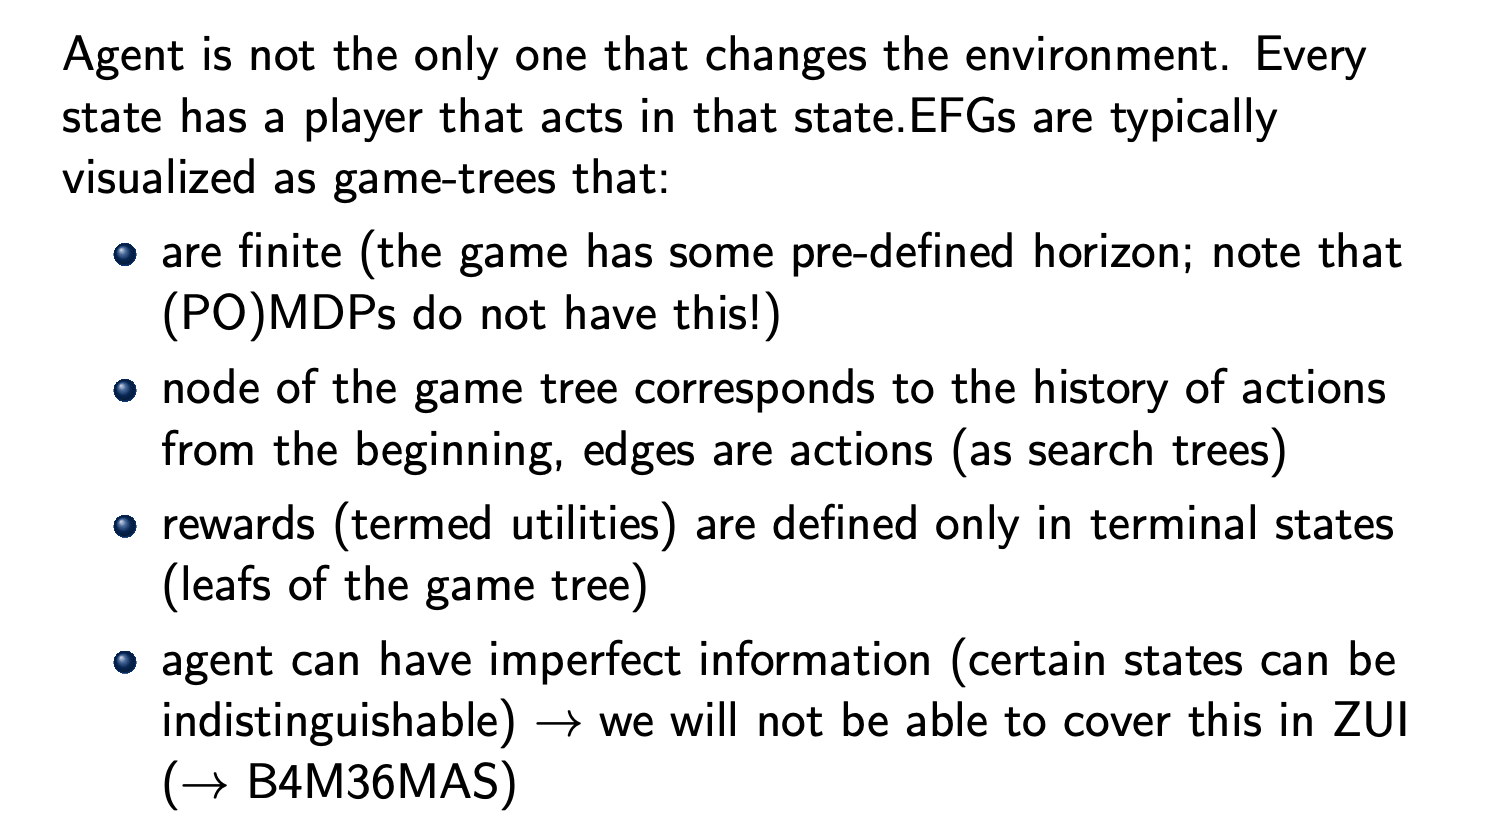 Agent is not the only one that changes the environment. Every
state has a player that acts in that state.EFGs are typically
visualized as game-trees that:
are finite (the game has some pre-defined horizon; note that
(PO)MDPs do not have this!)
node of the game tree corresponds to the history of actions
from the beginning, edges are actions (as search trees)
rewards (termed utilities) are defined only in terminal states
(leafs of the game tree)
agent can have imperfect information (certain states can be
indistinguishable) → we will not be able to cover this in ZUI
(→ B4M36MAS)